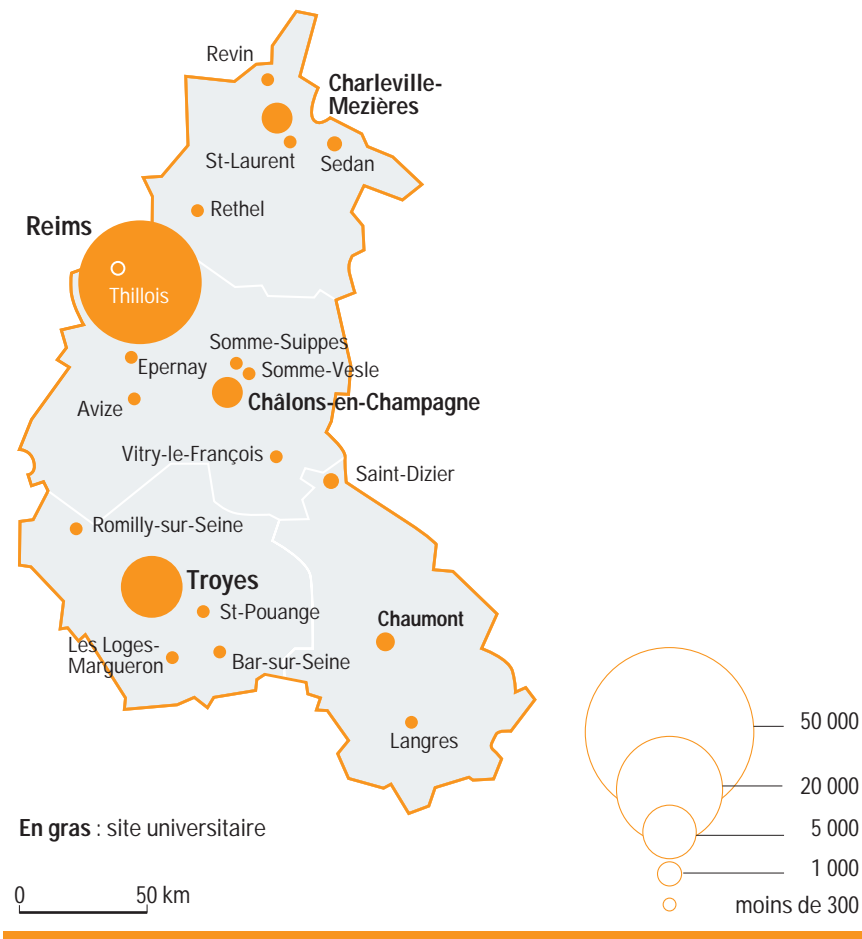 Revin
Charleville-
Mezières
St-Laurent
Sedan
Rethel
Reims
Thillois
Somme-Suippes
Epernay
Somme-Vesle
Avize
Châlons-en-Champagne
Vitry-le-François
Saint-Dizier
Romilly-sur-Seine
Troyes
St-Pouange
Chaumont
Les Loges-
Margueron
Bar-sur-Seine
Langres
50 000
20 000
5 000
1 000
moins de 300
En gras : site universitaire
0 50 km